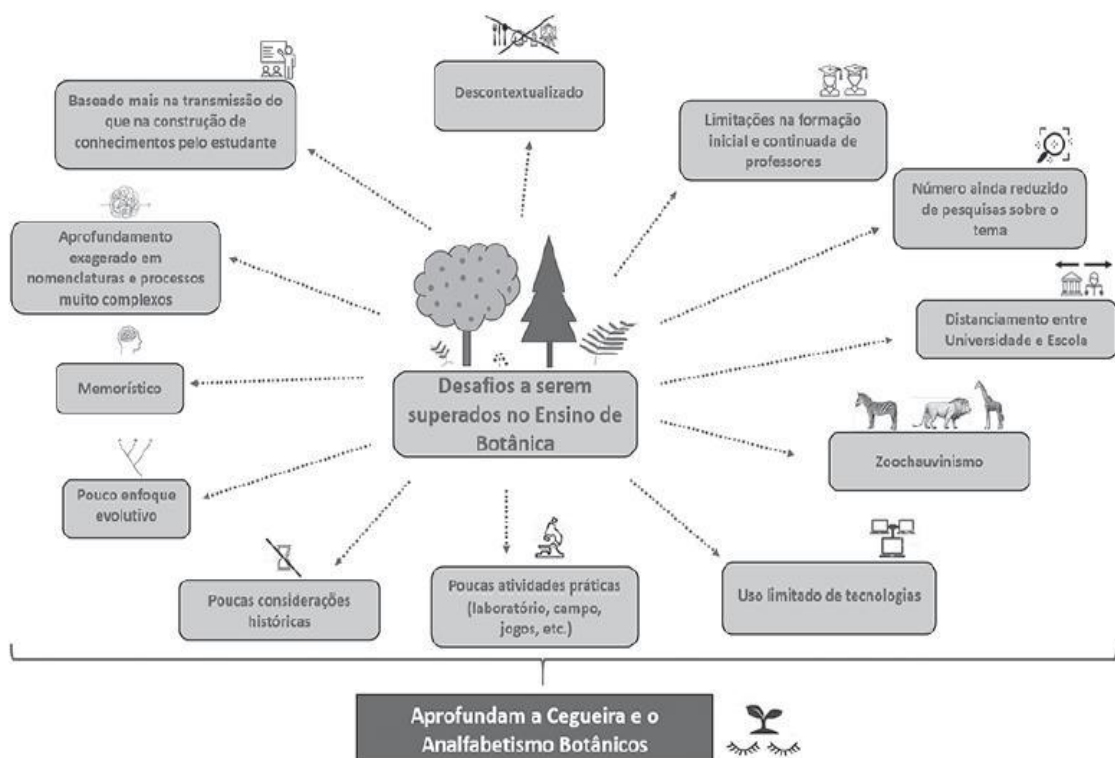 Baseado mais na transmissão do
que na construção de
conhecimentos pelo estudante
Descontextualizado
Limitações na formação
inicial e continuada de
professores
Número ainda reduzido
de pesquisas sobre o
tema
Aprofundamento
exagerado em
nomenclaturas e processos
muito complexos
Distanciamento entre
Universidade e Escola
Memorístico
Desafios a serem
superados no Ensino de
Botânica
Zoochauvinismo
Pouco enfoque
evolutivo
Poucas considerações
históricas
Poucas atividades práticas
(laboratório, campo,
jogos, etc.)
Uso limitado de tecnologias
Aprofundam a Cegueira e o
Analfabetismo Botânicos